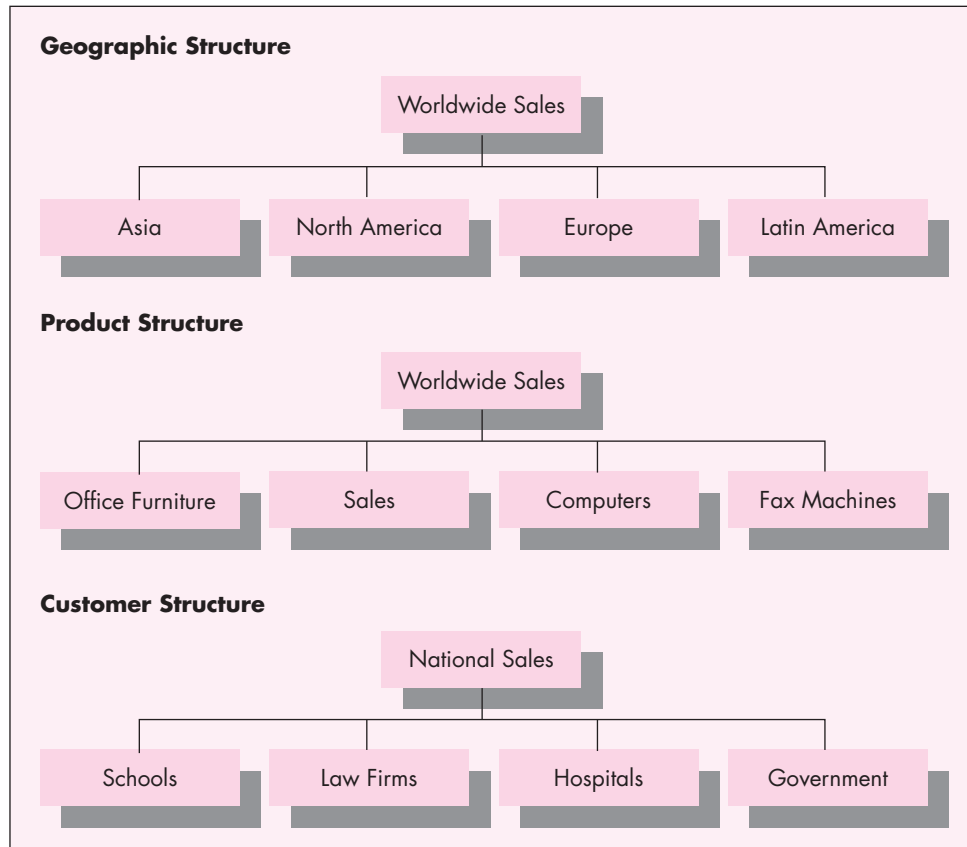 Geographic Structure
Worldwide Sales
Asia
North America
Europe
Latin America
Product Structure
Worldwide Sales
Office Furniture
Sales
Computers
Fax Machines
Customer Structure
National Sales
Schools
Law Firms
Hospitals
Government